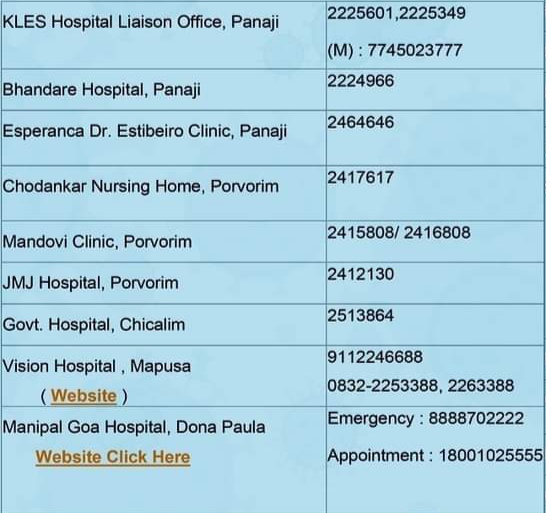 KLES Hospital Liaison Office, Panaji
2225601,2225349
(M) : 7745023777
Bhandare Hospital, Panaji
2224966
Esperanca Dr. Estibeiro Clinic, Panaji
2464646
Chodankar Nursing Home, Porvorim
2417617
Mandovi Clinic, Porvorim
2415808/ 2416808
JMJ Hospital, Porvorim
2412130
Govt. Hospital, Chicalim
2513864
Vision Hospital , Mapusa
( Website )
9112246688
0832-2253388, 2263388
Manipal Goa Hospital, Dona Paula
Website Click Here
Emergency : 8888702222
Appointment : 18001025555